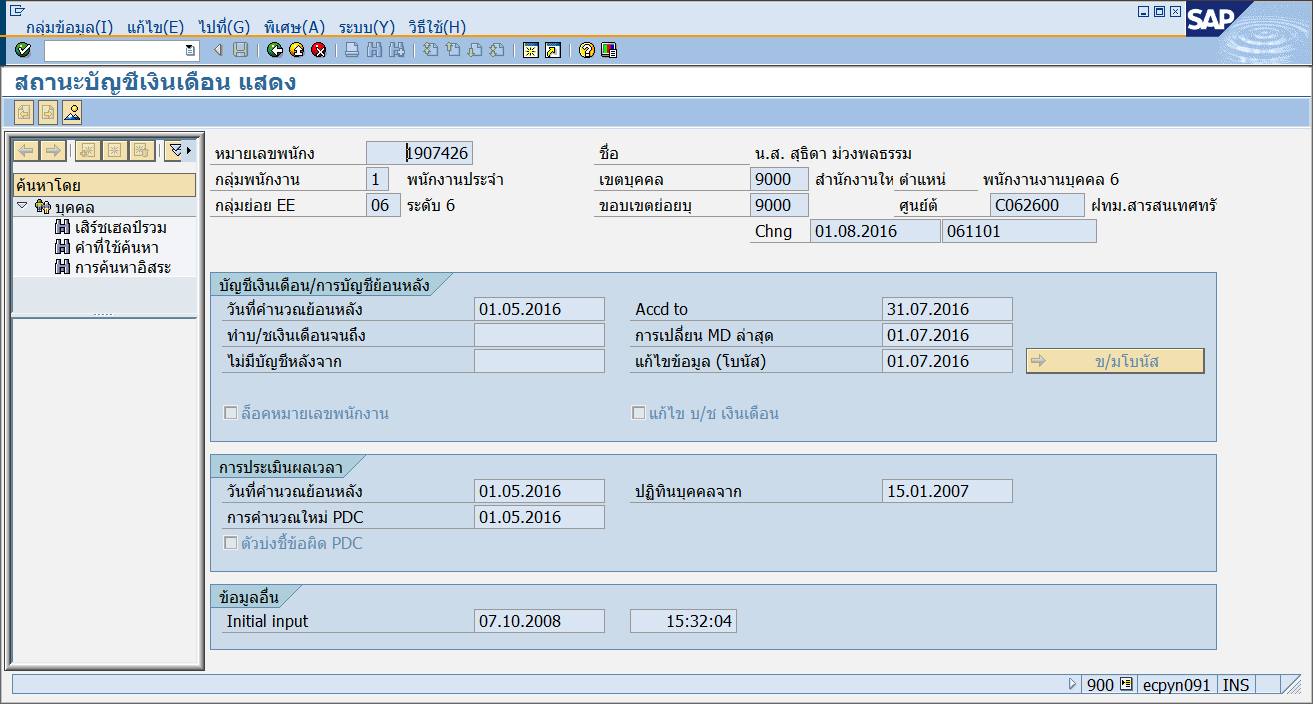 กลุ่มข้อมูล(I) แก้ไข(E) ไปที่(G) พิเศษ(A) ระบบ(Y) วิธีใช้(H)
SAP
สถานะบัญชีเงินเดือน แสดง
หมายเลขพนักง 1907426 ชื่อ น.ส. สุธิดา ม่วงพลธรรม
กลุ่มพนักงาน 1 พนักงานประจำ เขตบุคคล 9000 สำนักงานให ตำแหน่ พนักงานงานบุคคล 6
กลุ่มย่อย EE 06 ระดับ 6 ขอบเขตย่อยบุ 9000 ศูนย์ต้ C062600 ฝทม.สารสนเทศทรั
Chng 01.08.2016 061101
ค้นหาโดย
บุคคล
เสิร์ชเฮลป์รวม
คำที่ใช้ค้นหา
การค้นหาอิสระ
บัญชีเงินเดือน/การบัญชีย้อนหลัง
วันที่คำนวณย้อนหลัง 01.05.2016 Accd to 31.07.2016
ทำบ/ชเงินเดือนจนถึง การเปลี่ยน MD ล่าสุด 01.07.2016
ไม่มีบัญชีหลังจาก แก้ไขข้อมูล (โบนัส) 01.07.2016 ข/มโบนัส
ล็อคหมายเลขพนักงาน แก้ไข บ/ช เงินเดือน
การประเมินผลเวลา
วันที่คำนวณย้อนหลัง 01.05.2016 ปฏิทินบุคคลจาก 15.01.2007
การคำนวณใหม่ PDC 01.05.2016
ตัวบ่งชี้ข้อผิด PDC
ข้อมูลอื่น
Initial input 07.10.2008 15:32:04
900 ecpyn091 INS